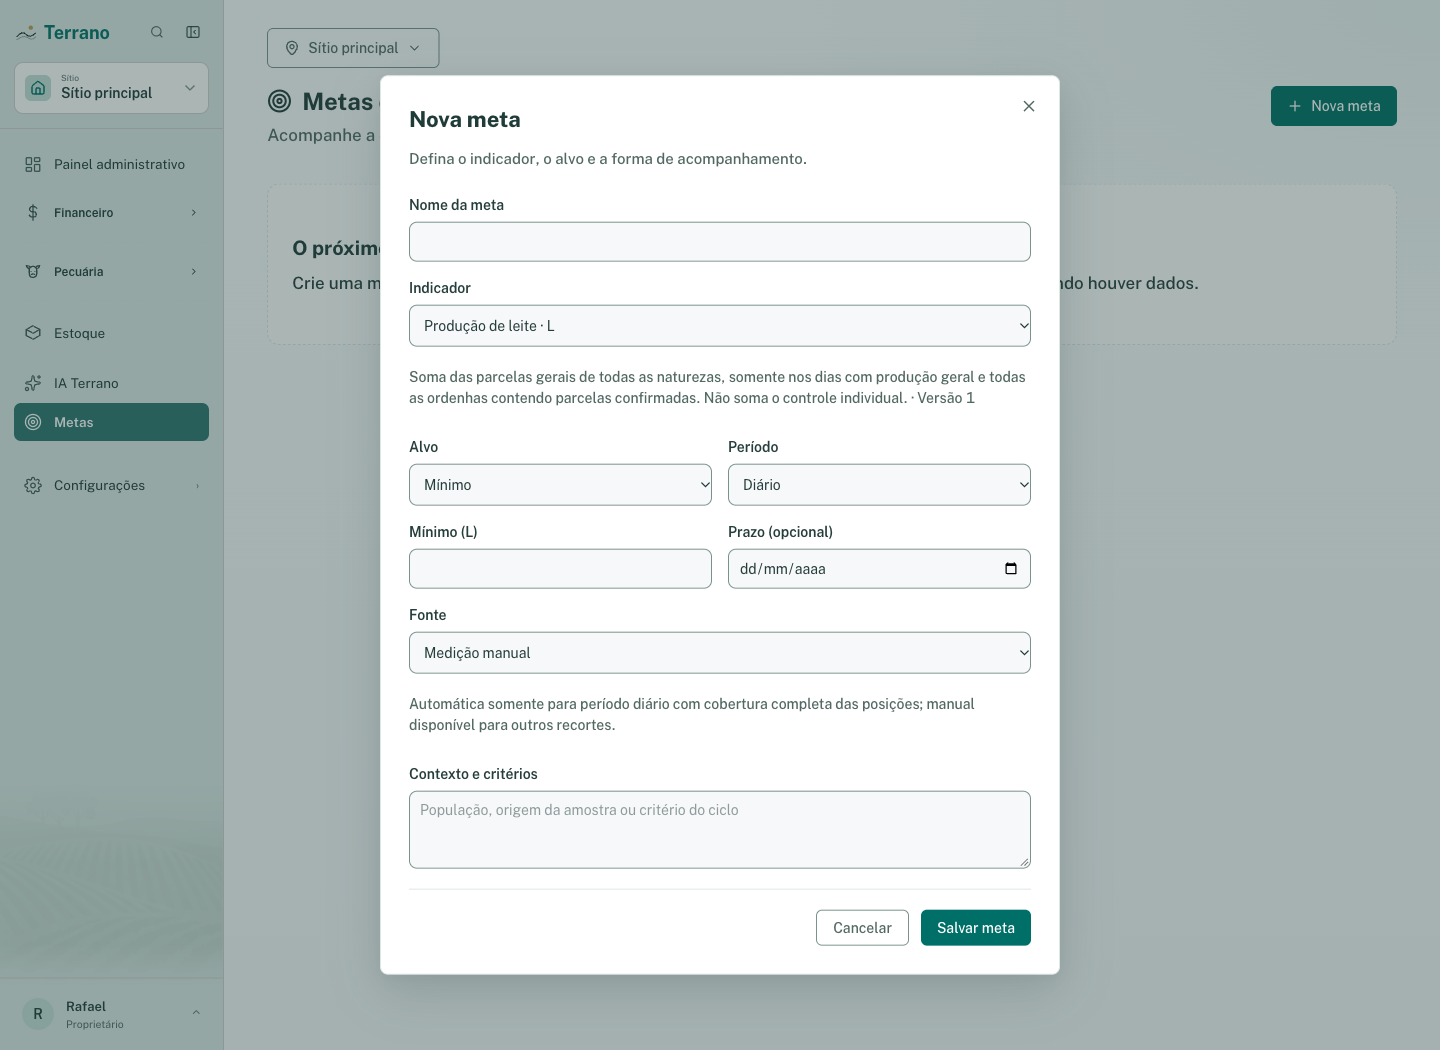 Terrano
Sítio
Sítio principal
Painel administrativo
Financeiro
Pecuária
Estoque
IA Terrano
Metas
Configurações
R
Rafael
Proprietário
Sítio principal
Metas
Acompanhe a
Nova meta
O próximo
Crie uma m
ndo houver dados.
Nova meta
Defina o indicador, o alvo e a forma de acompanhamento.
Nome da meta
Indicador
Produção de leite · L
Soma das parcelas gerais de todas as naturezas, somente nos dias com produção geral e todas
as ordenhas contendo parcelas confirmadas. Não soma o controle individual. · Versão 1
Alvo
Período
Mínimo
Diário
Mínimo (L)
Prazo (opcional)
dd/mm/aaaa
Fonte
Medição manual
Automática somente para período diário com cobertura completa das posições; manual
disponível para outros recortes.
Contexto e critérios
População, origem da amostra ou critério do ciclo
Cancelar
Salvar meta